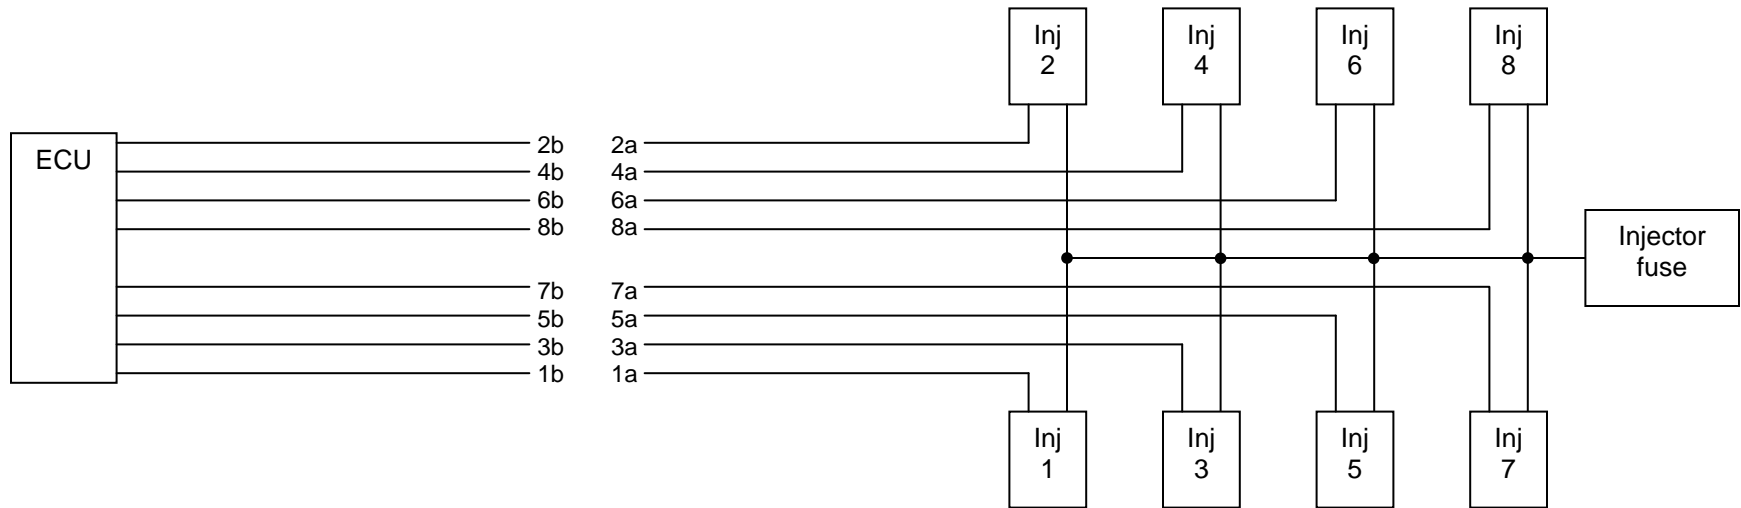 Inj
2
Inj
4
Inj
6
Inj
8
ECU
2b 2a
4b 4a
6b 6a
8b 8a
Injector
fuse
7b 7a
5b 5a
3b 3a
1b 1a
Inj
1
Inj
3
Inj
5
Inj
7